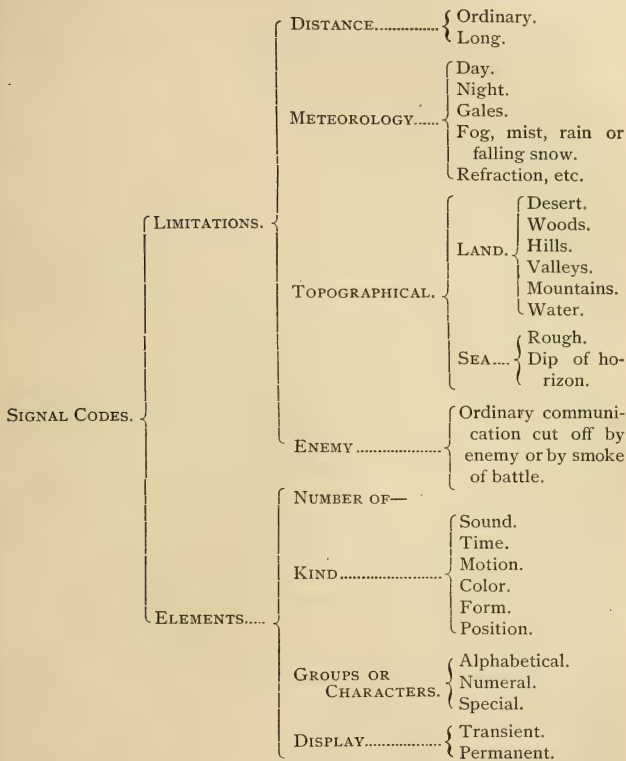 DISTANCE.............. Ordinary.
Long.
METEOROLOGY...... Day.
Night.
Gales.
Fog, mist, rain or
falling snow.
Refraction, etc.
LIMITATIONS.
TOPOGRAPHICAL.
LAND. Desert.
Woods.
Hills.
Valleys.
Mountains.
Water.
SEA.... Rough.
Dip of ho-
rizon.
SIGNAL CODES.
ENEMY ................... Ordinary communi-
cation cut off by
enemy or by smoke
of battle.
ELEMENTS.....
NUMBER OF—
KIND...................... Sound.
Time.
Motion.
Color.
Form.
Position.
GROUPS OR
CHARACTERS. Alphabetical.
Numeral.
Special.
DISPLAY................. Transient.
Permanent.